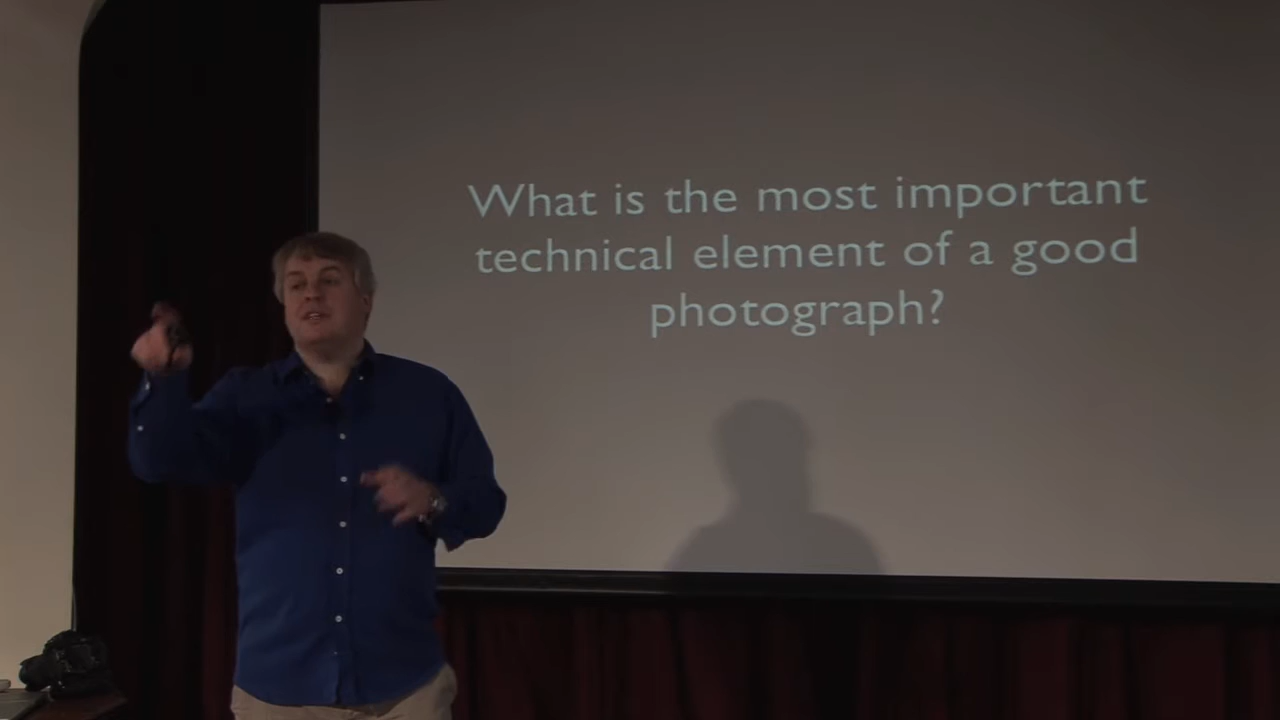 What is the most important
technical element of a good
photograph?